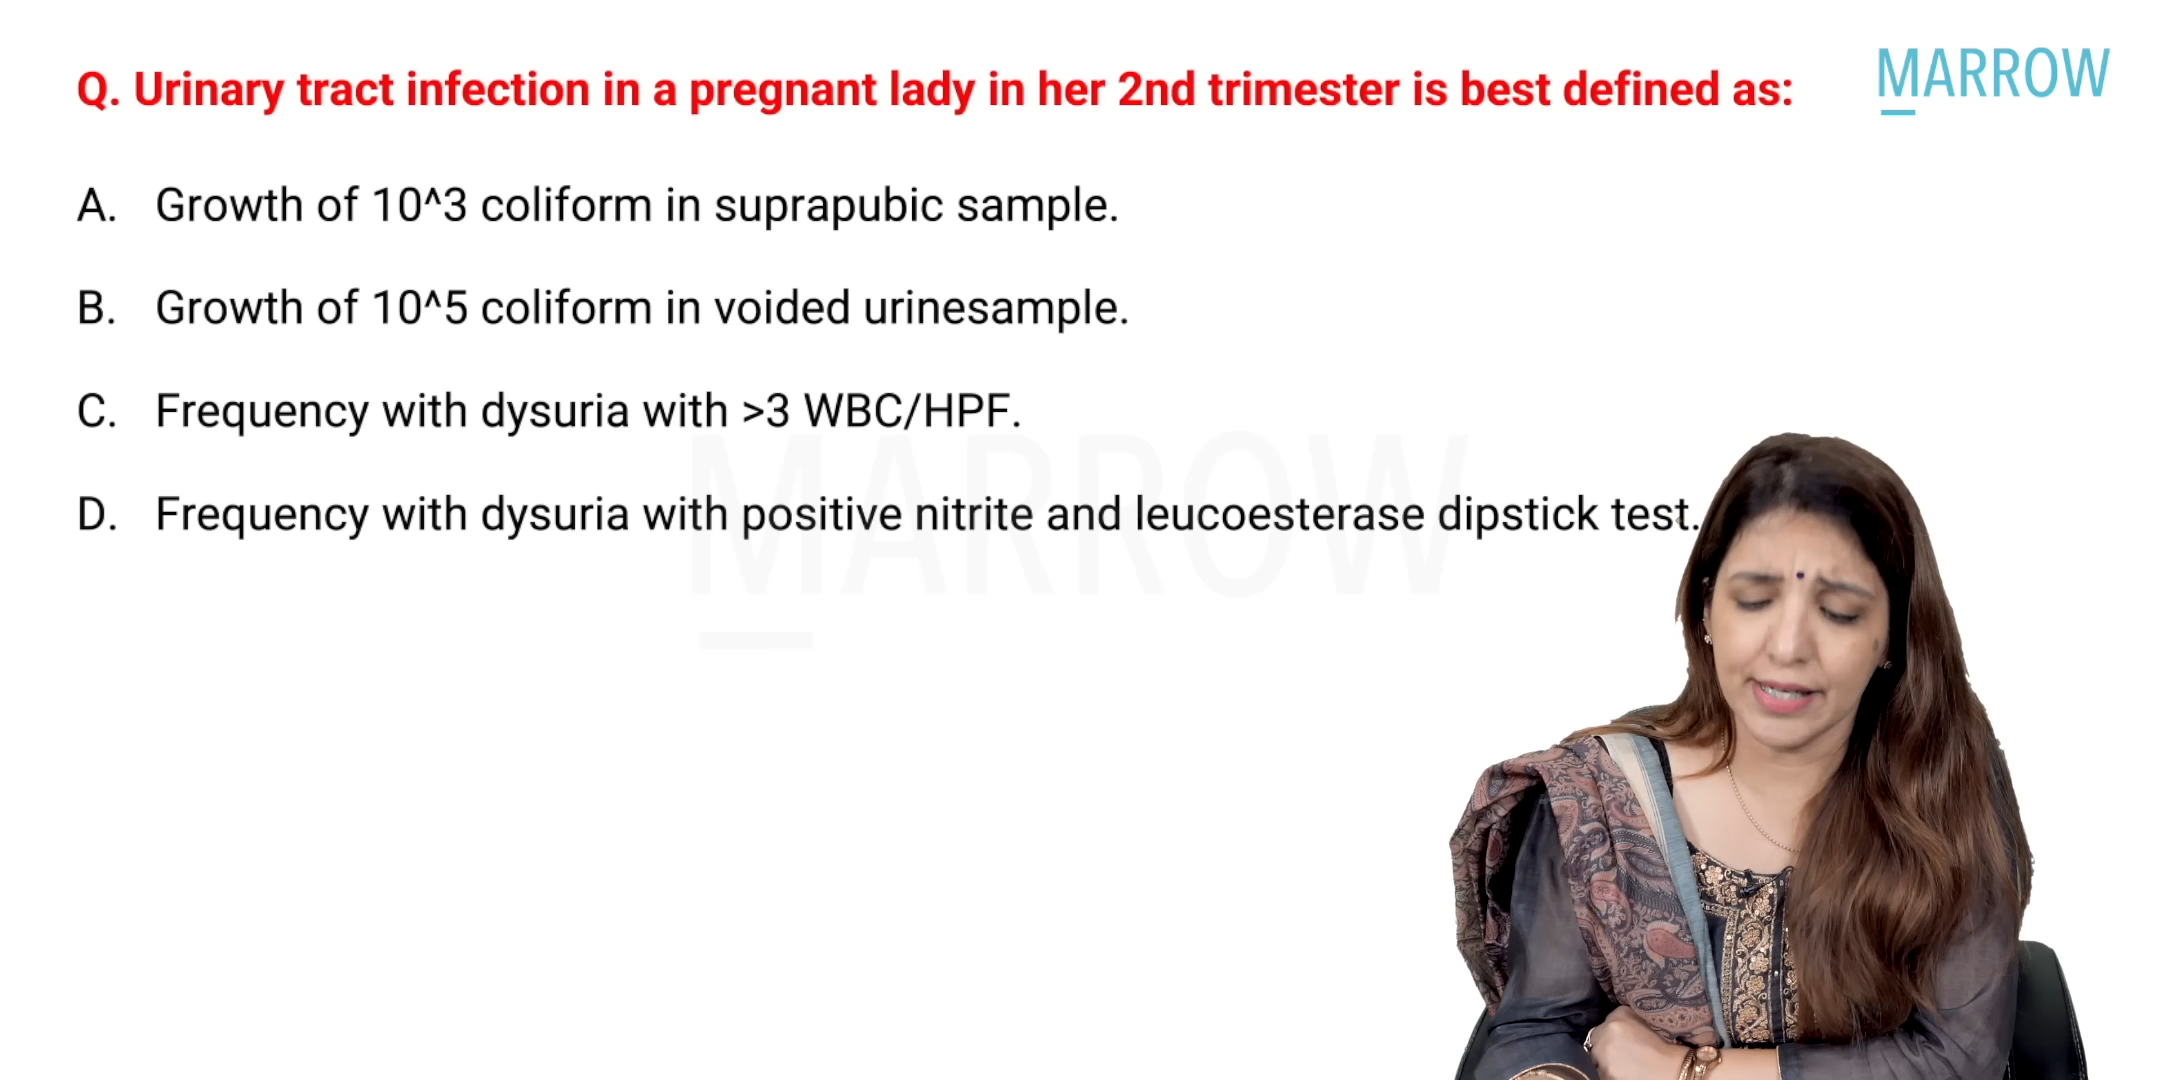 Q. Urinary tract infection in a pregnant lady in her 2nd trimester is best defined as:
MARROW
A. Growth of 10^3 coliform in suprapubic sample.
B. Growth of 10^5 coliform in voided urinesample.
C. Frequency with dysuria with >3 WBC/HPF.
D. Frequency with dysuria with positive nitrite and leucoesterase dipstick test.
MARROW